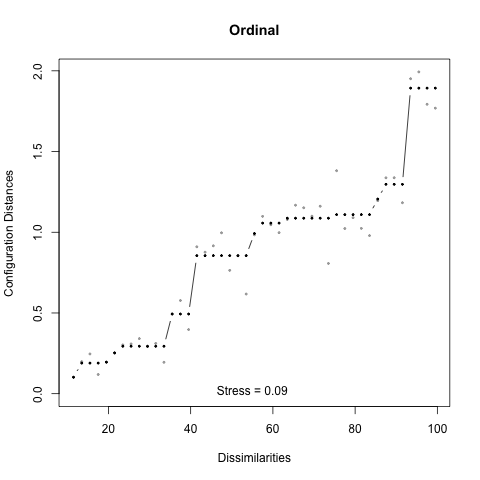 Ordinal
Configuration Distances
2.0
1.5
1.0
0.5
0.0
Stress = 0.09
20 40 60 80 100
Dissimilarities